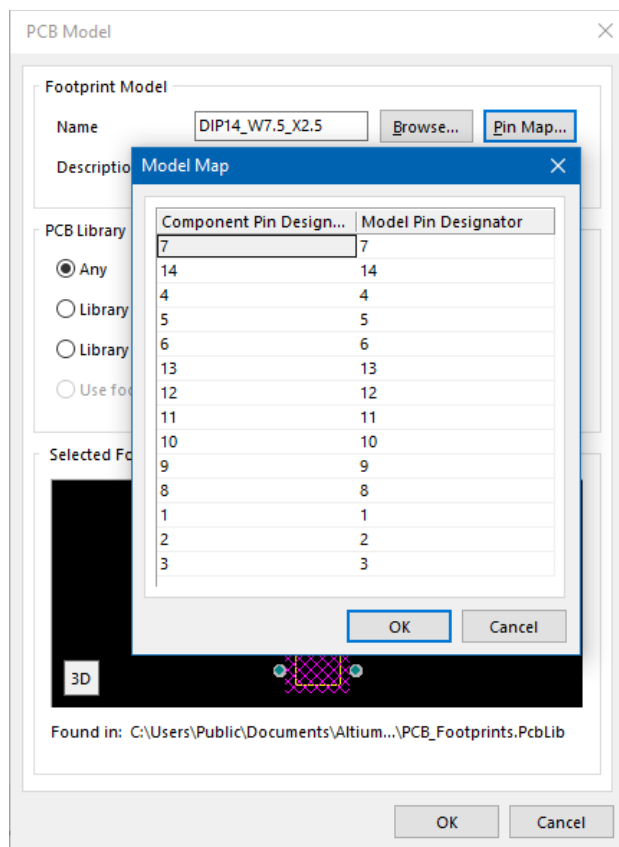 PCB Model
Footprint Model
Name DIP14_W7.5_X2.5 Browse... Pin Map...
Descriptio
Model Map
Component Pin Design... Model Pin Designator
7 7
14 14
4 4
5 5
6 6
13 13
12 12
11 11
10 10
9 9
8 8
1 1
2 2
3 3
OK Cancel
PCB Library
Any
Library
Library
Use foo
Selected Fo
3D
Found in: C:\Users\Public\Documents\Altium...\PCB_Footprints.PcbLib
OK Cancel